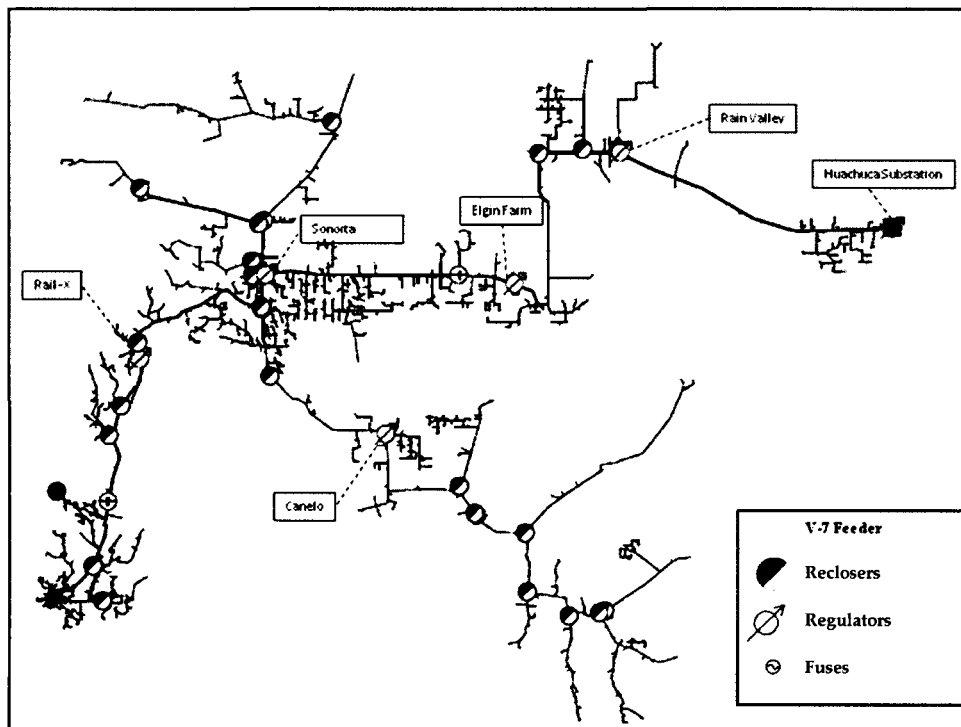 Rain Valley
Huachuca Substation
Elgin Farm
Sonoita
Rail-X
Canelo
V-7 Feeder
Reclosers
Regulators
Fuses